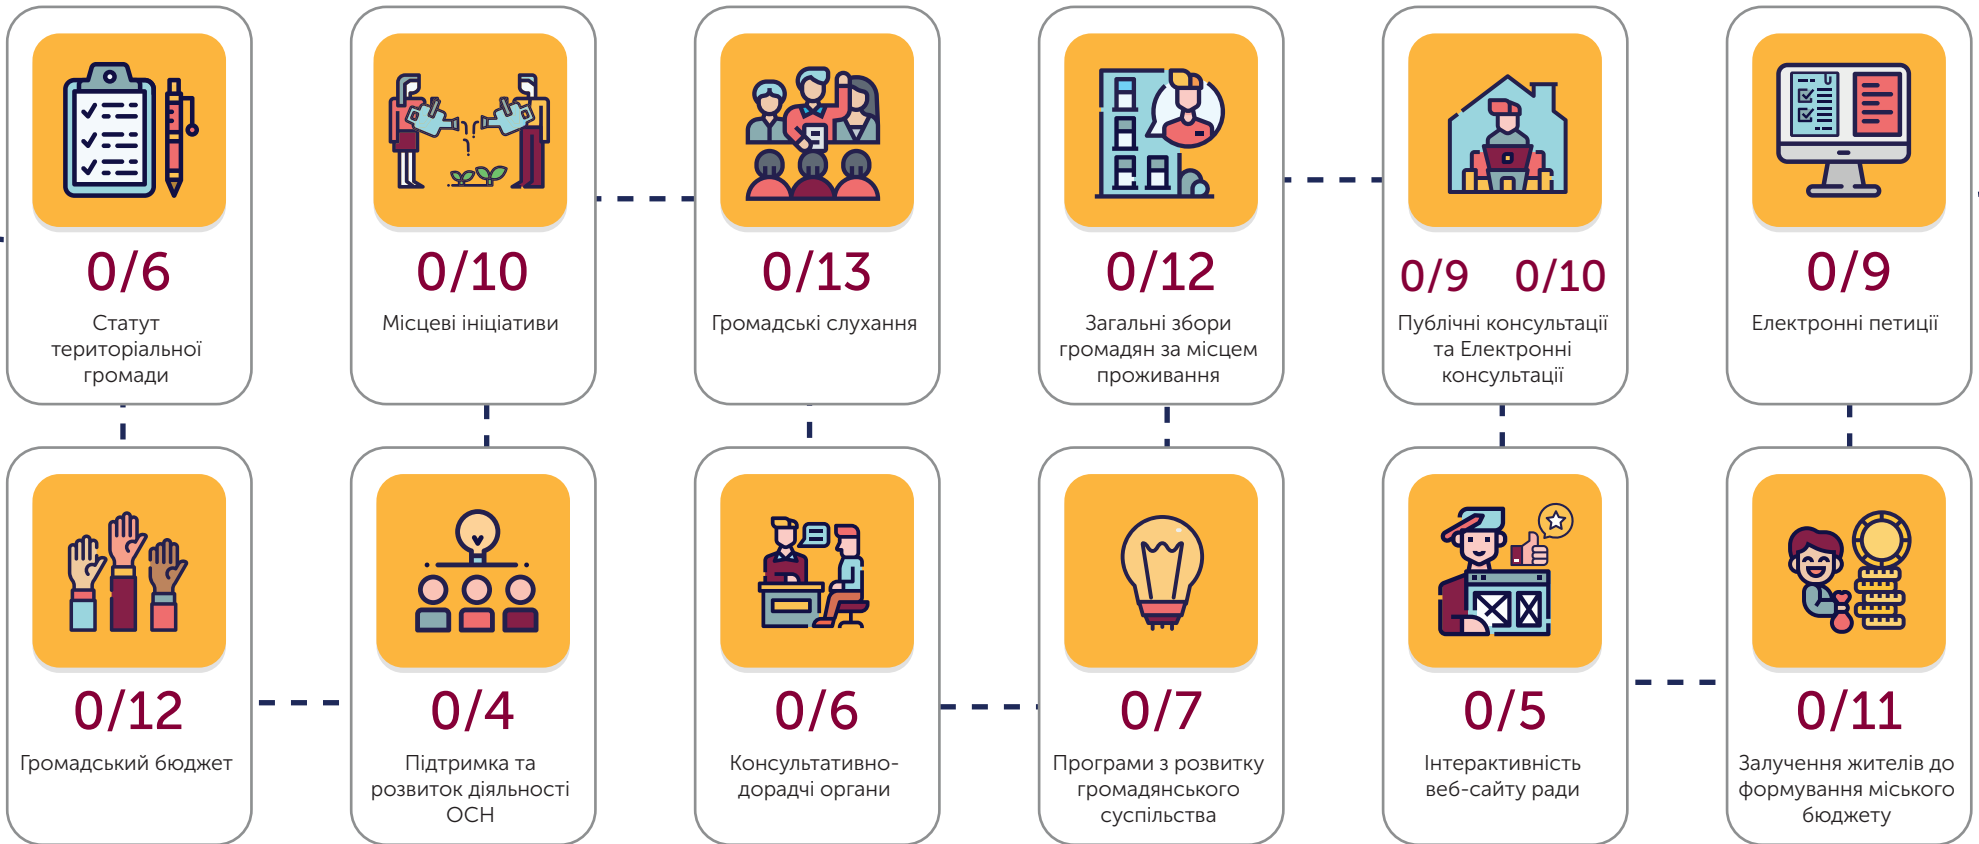 0/6
Статут
територіальної
громади
0/10
Місцеві ініціативи
0/13
Громадські слухання
0/12
Загальні збори
громадян за місцем
проживання
0/9 0/10
Публічні консультації
та Електронні
консультації
0/9
Електронні петиції
0/12
Громадський бюджет
0/4
Підтримка та
розвиток діяльності
ОСН
0/6
Консультативно-
дорадчі органи
0/7
Програми з розвитку
громадянського
суспільства
0/5
Інтерактивність
веб-сайту ради
0/11
Залучення жителів до
формування міського
бюджету